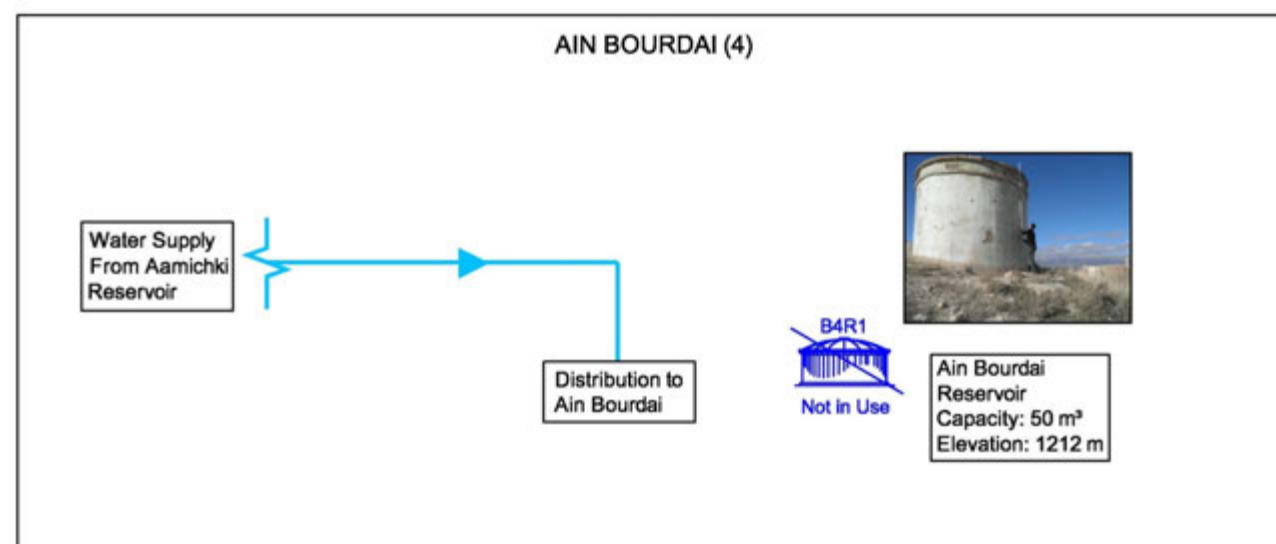 AIN BOURDAI (4)
Water Supply
From Aamichki
Reservoir
Distribution to
Ain Bourdai
B4R1
Not in Use
Ain Bourdai
Reservoir
Capacity: 50 m³
Elevation: 1212 m